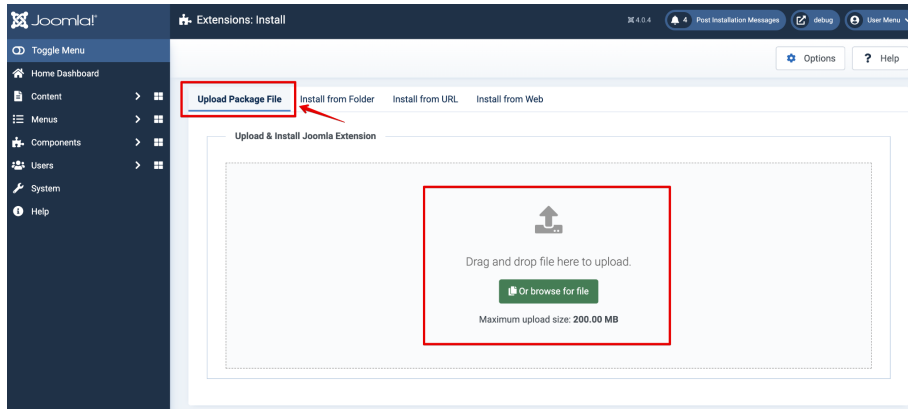 Joomla!
Extensions: Install
4.0.4
4 Post Installation Messages
debug
User Menu
Toggle Menu
Home Dashboard
Content
Menus
Components
Users
System
Help
Options
? Help
Upload Package File
Install from Folder
Install from URL
Install from Web
Upload & Install Joomla Extension
Drag and drop file here to upload.
Or browse for file
Maximum upload size: 200.00 MB